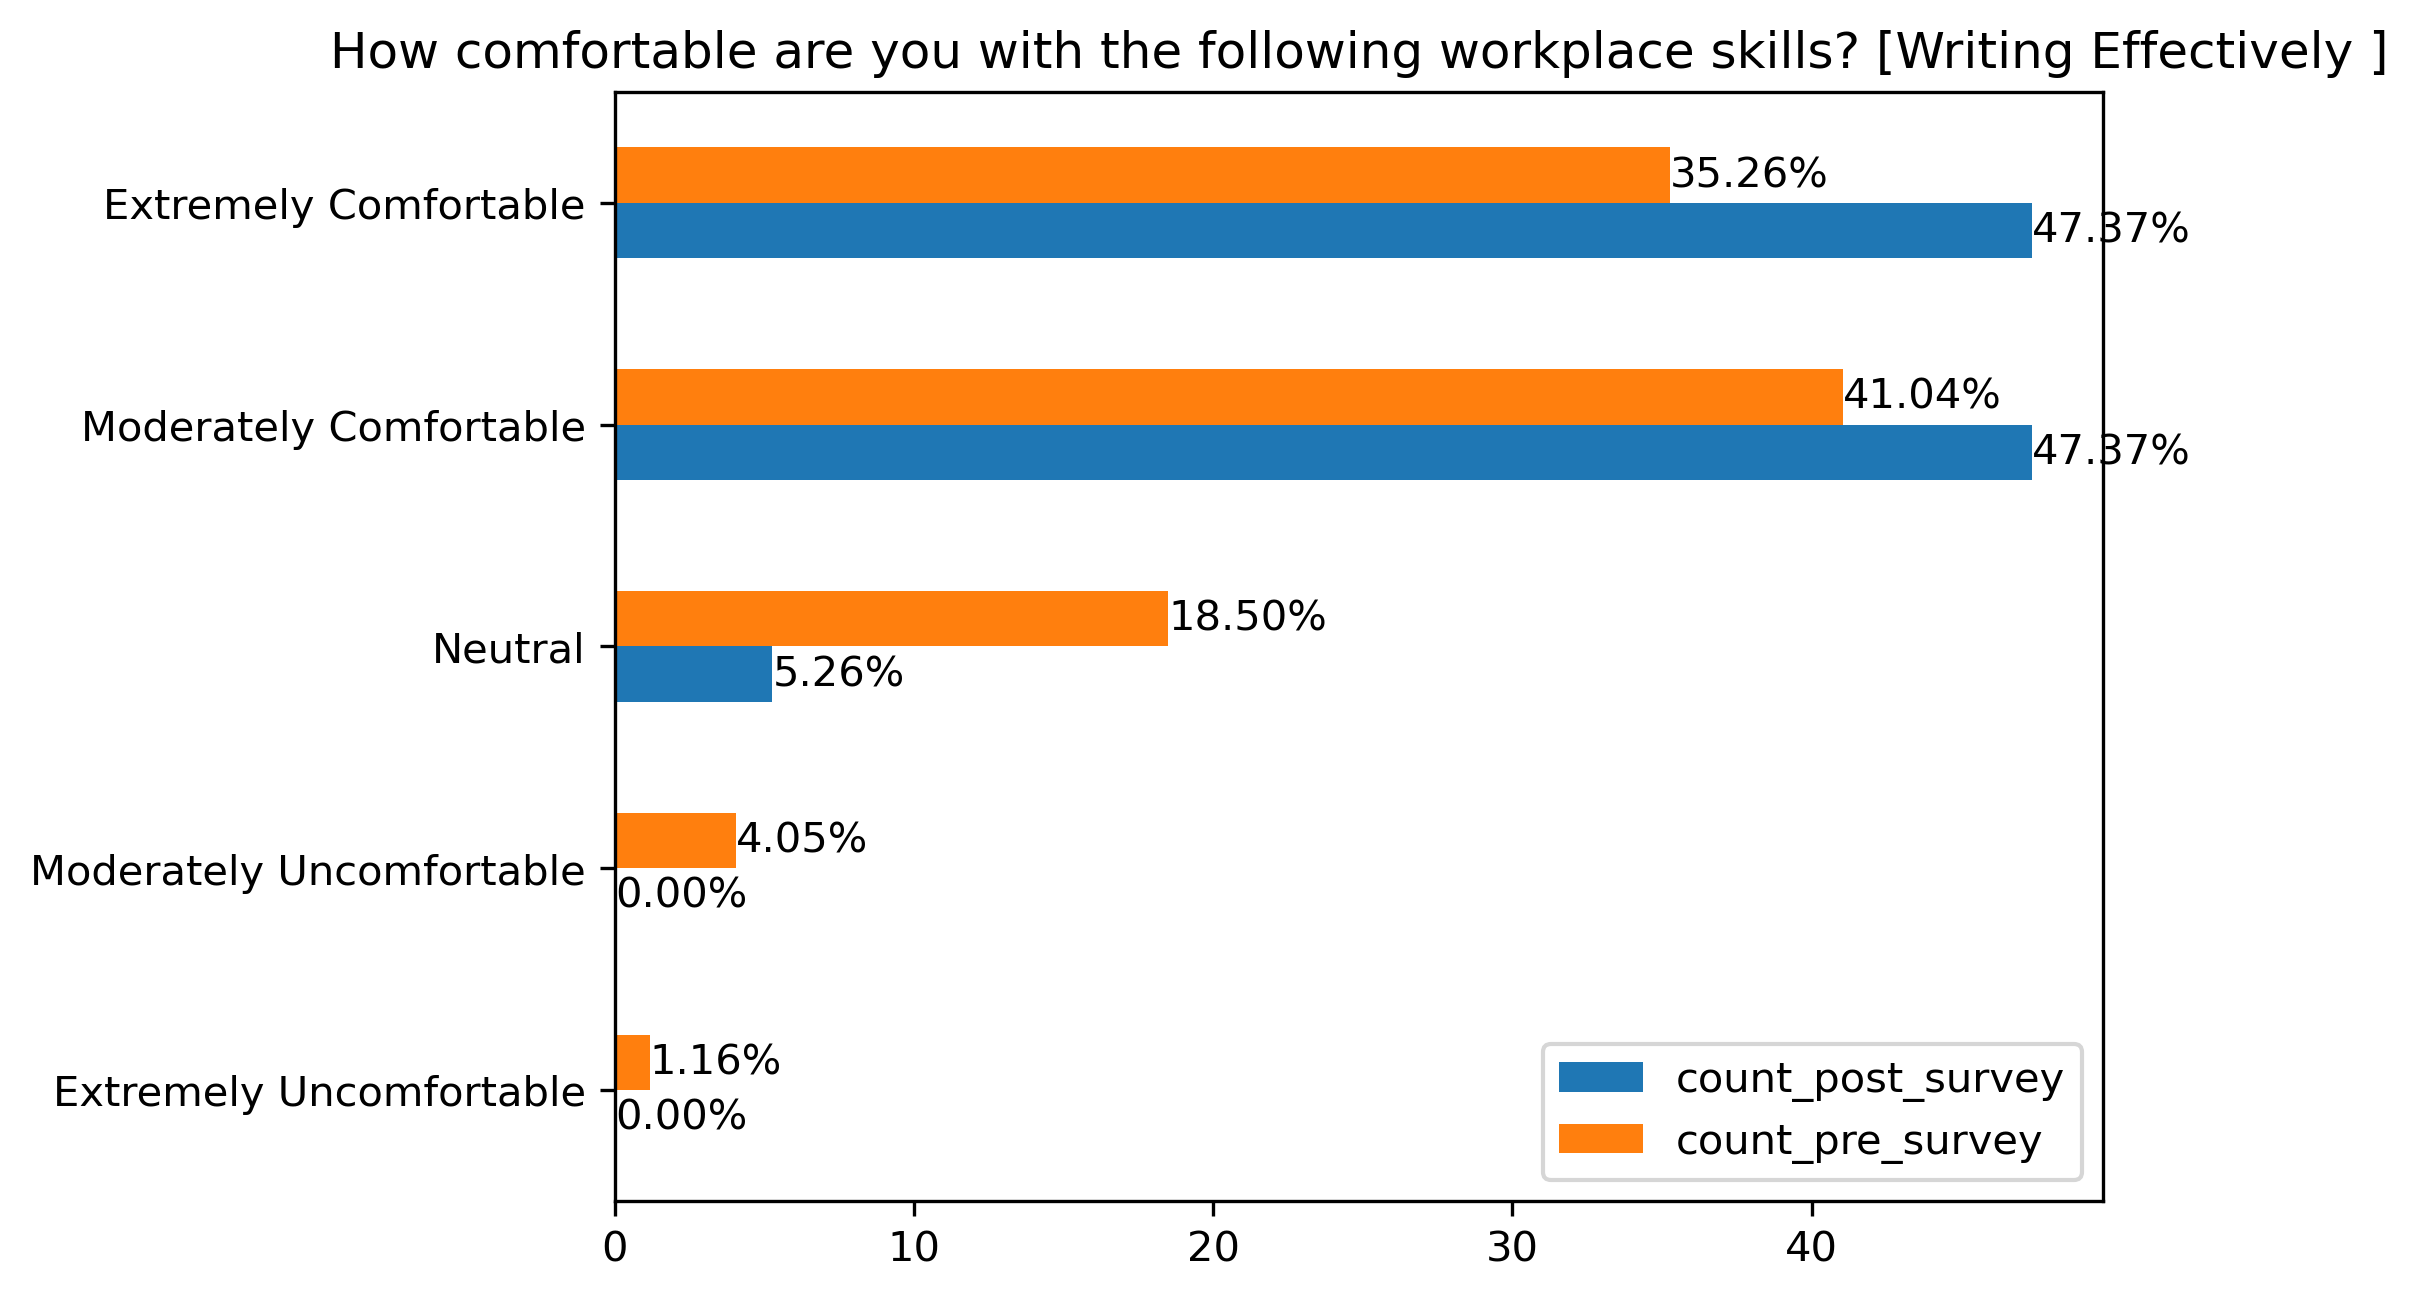 How comfortable are you with the following workplace skills? [Writing Effectively ]
Extremely Comfortable
35.26%
47.37%
Moderately Comfortable
41.04%
47.37%
Neutral
18.50%
5.26%
Moderately Uncomfortable
4.05%
0.00%
Extremely Uncomfortable
1.16%
0.00%
count_post_survey
count_pre_survey
0 10 20 30 40